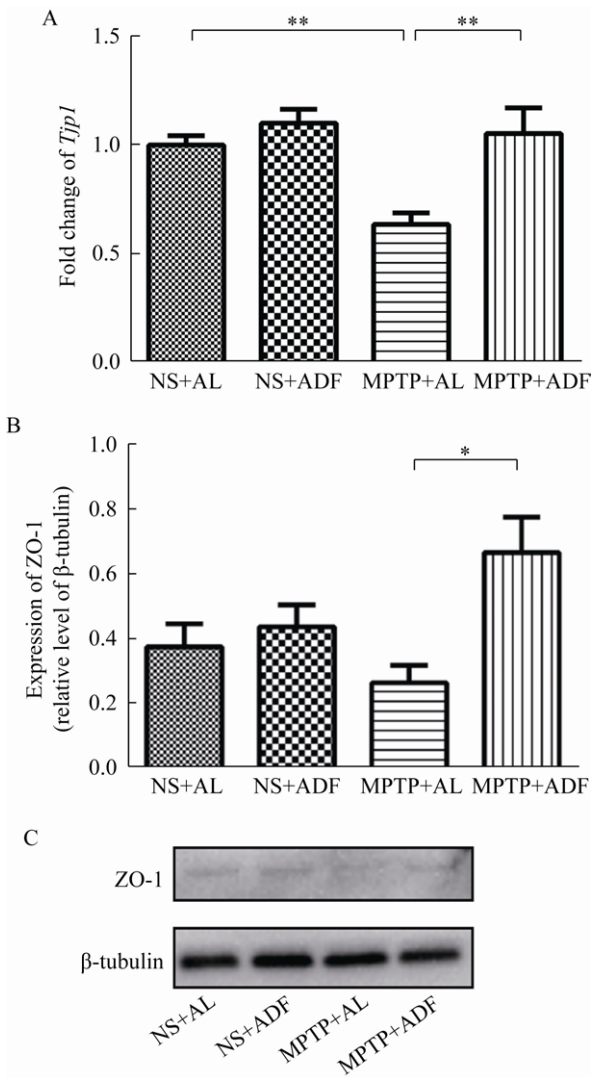 A
** **
Fold change of Tjp1
1.5
1.0
0.5
0.0
NS+AL NS+ADF MPTP+AL MPTP+ADF
B
*
Expression of ZO-1
(relative level of β-tubulin)
1.0
0.8
0.6
0.4
0.2
0.0
NS+AL NS+ADF MPTP+AL MPTP+ADF
C
ZO-1
β-tubulin
NS+AL NS+ADF MPTP+AL MPTP+ADF